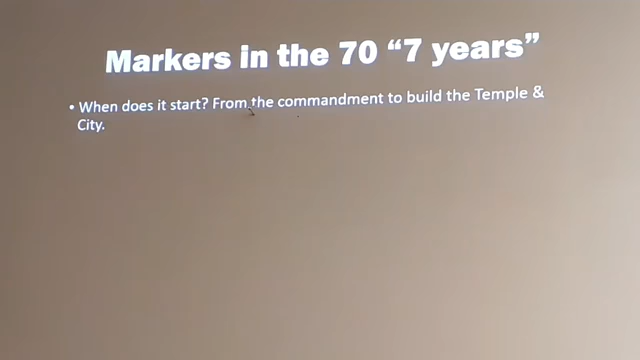 Markers in the 70 “7 years”
• When does it start? From the commandment to build the Temple &
City.